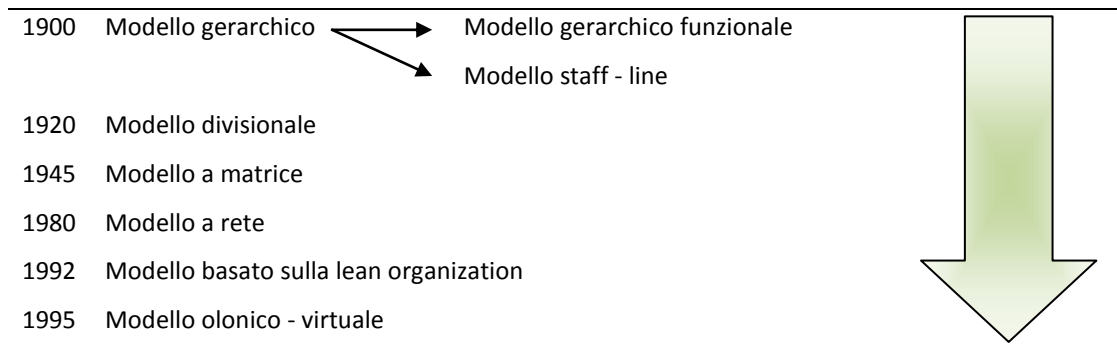 1900 Modello gerarchico Modello gerarchico funzionale
Modello staff - line
1920 Modello divisionale
1945 Modello a matrice
1980 Modello a rete
1992 Modello basato sulla lean organization
1995 Modello olonico - virtuale